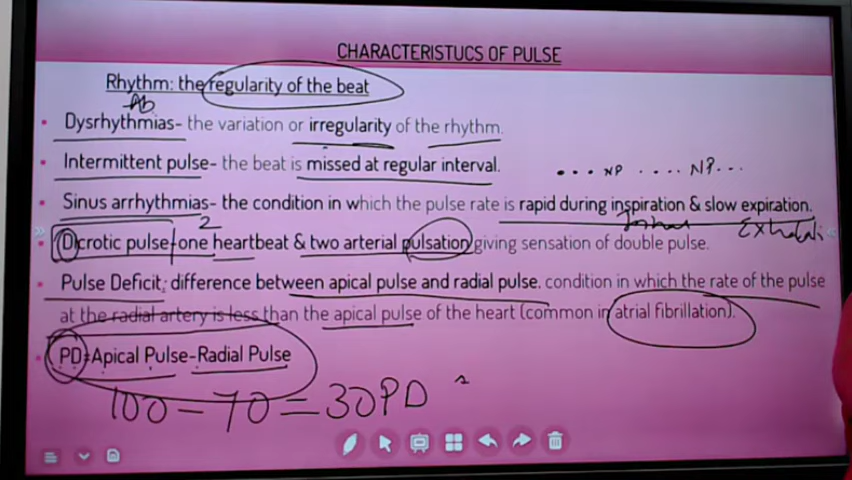 CHARACTERISTUCS OF PULSE
Rhythm: the regularity of the beat
Ab
Dysrhythmias- the variation or irregularity of the rhythm.
Intermittent pulse- the beat is missed at regular interval.
NP NP
Sinus arrhythmias- the condition in which the pulse rate is rapid during inspiration & slow expiration.
2
Dicrotic pulse-one heartbeat & two arterial pulsation giving sensation of double pulse.
Pulse Deficit: difference between apical pulse and radial pulse. condition in which the rate of the pulse
at the radial artery is less than the apical pulse of the heart (common in atrial fibrillation).
PD=Apical Pulse-Radial Pulse
100-70=30PD